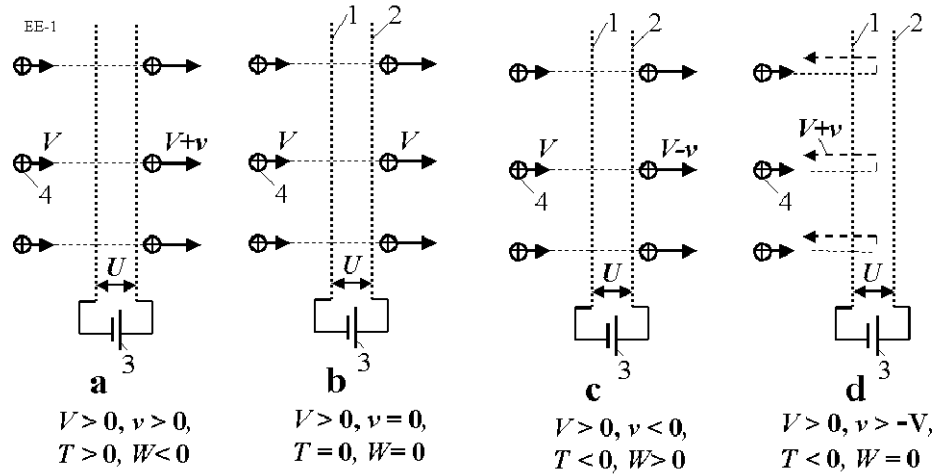 EE-1
1 2 1 2 1 2
V V+v V V V V-v V+v
4 4 4 4
U U U U
3 3 3 3
a b c d
V > 0, v > 0, V > 0, v = 0, V > 0, v < 0, V > 0, v > -V,
T > 0, W < 0 T = 0, W = 0 T < 0, W > 0 T < 0, W = 0